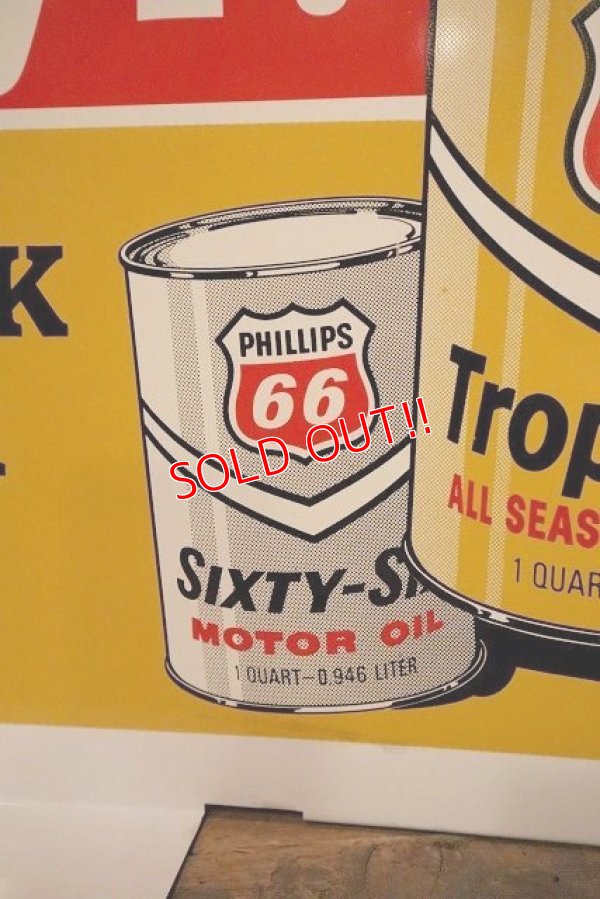 K
PHILLIPS
66
SOLD OUT!!
SIXTY-SI
MOTOR OIL
1 QUART-0.946 LITER
Trop
ALL SEAS
1 QUAR